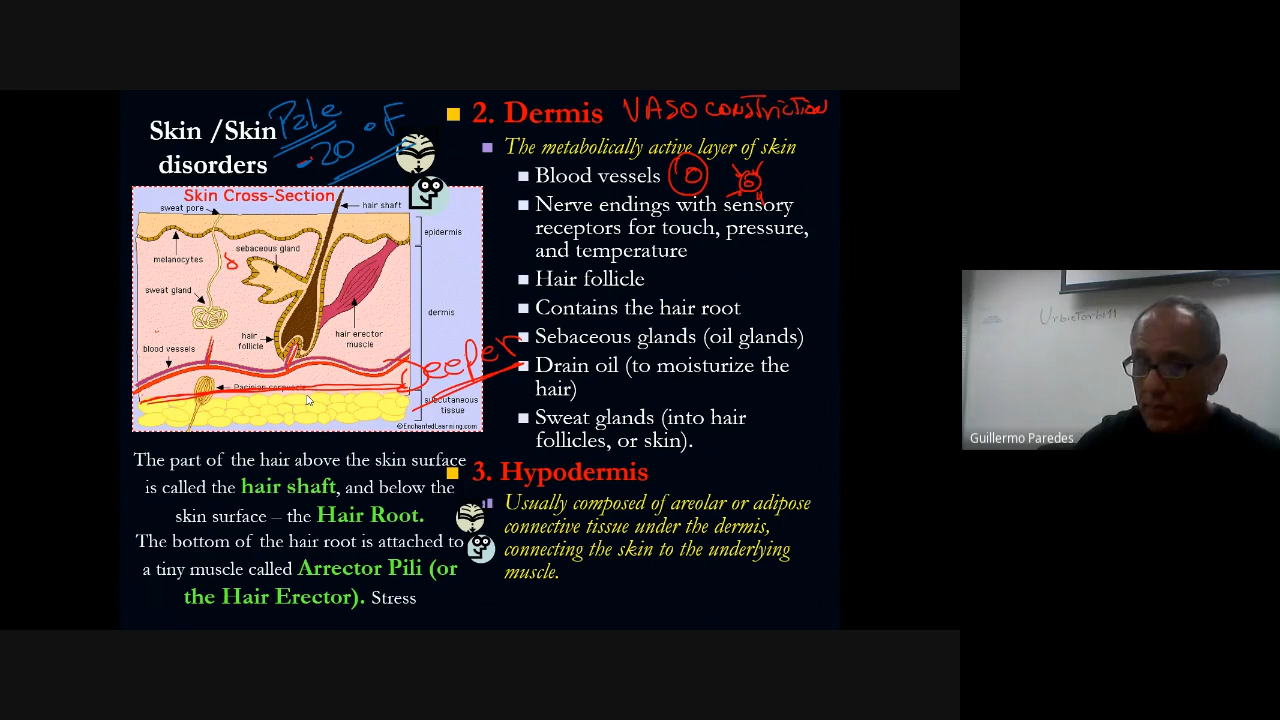 Skin /Skin
disorders
Pale
-20 °F
Skin Cross-Section
sweat pore
hair shaft
epidermis
melanocytes
sebaceous gland
sweat gland
dermis
hair
follicle
hair erector
muscle
blood vessels
Pacinian corpuscle
subcutaneous
tissue
©EnchantedLearning.com
Deeper
The part of the hair above the skin surface
is called the hair shaft, and below the
skin surface – the Hair Root.
The bottom of the hair root is attached to
a tiny muscle called Arrector Pili (or
the Hair Erector). Stress
2. Dermis VASO constriction
The metabolically active layer of skin
Blood vessels
Nerve endings with sensory
receptors for touch, pressure,
and temperature
Hair follicle
Contains the hair root
Sebaceous glands (oil glands)
Drain oil (to moisturize the
hair)
Sweat glands (into hair
follicles, or skin).
3. Hypodermis
Usually composed of areolar or adipose
connective tissue under the dermis,
connecting the skin to the underlying
muscle.
Guillermo Paredes